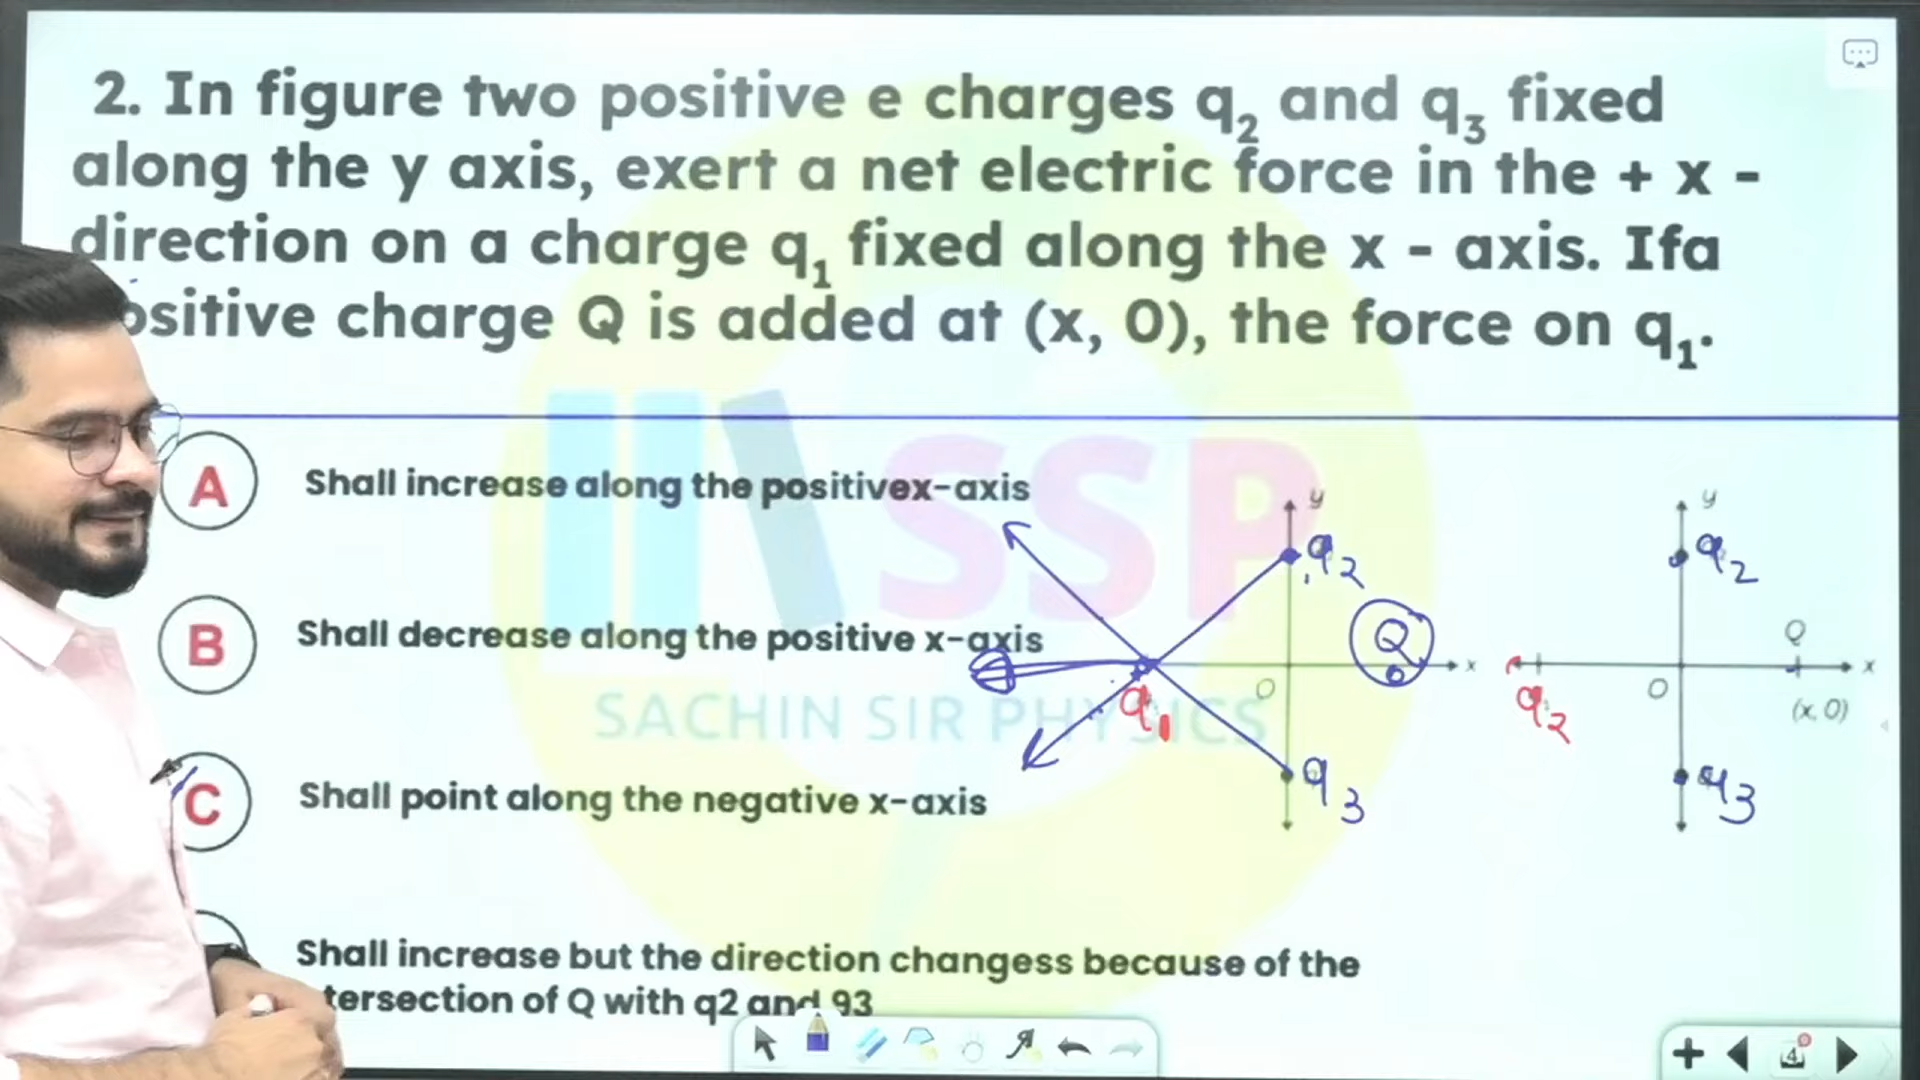 2. In figure two positive e charges q2 and q3 fixed
along the y axis, exert a net electric force in the + x -
direction on a charge q1 fixed along the x - axis. Ifa
ositive charge Q is added at (x, 0), the force on q1.
A Shall increase along the positivex-axis
B Shall decrease along the positive x-axis
C Shall point along the negative x-axis
Shall increase but the direction changess because of the
tersection of Q with q2 and 93
SSP
SACHIN SIR PHYSICS
y
q2
Q
x
O
q1
q3
y
q2
Q
x
O
(x, 0)
q2
q3
4